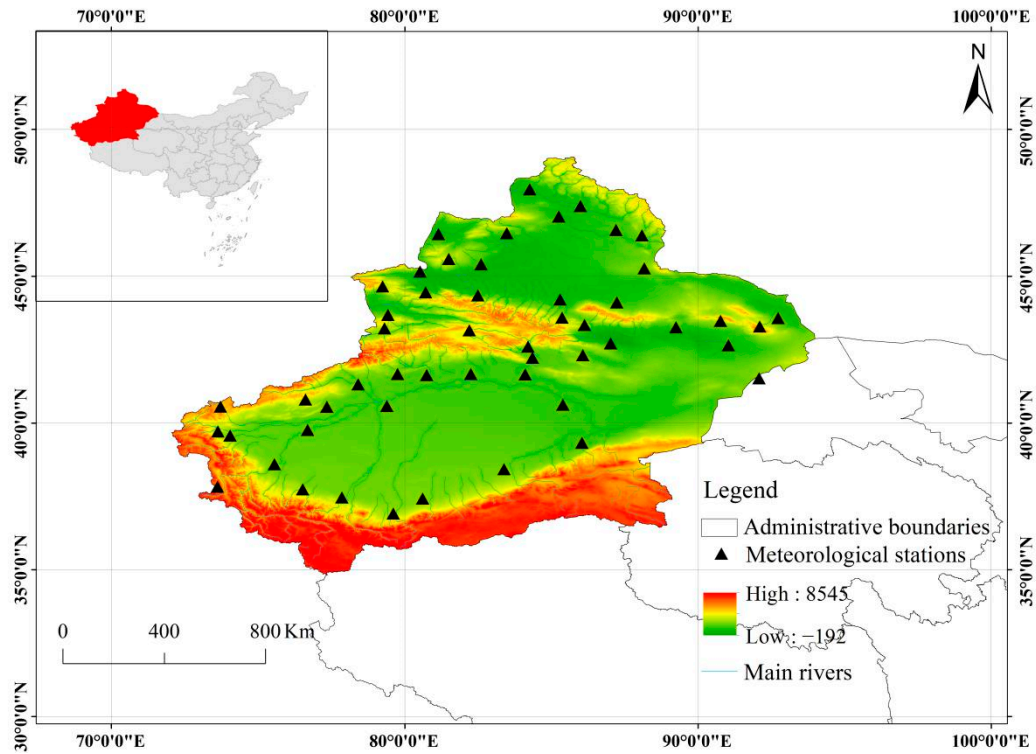 70°0'0"E 80°0'0"E 90°0'0"E 100°0'0"E
N
50°0'0"N 50°0'0"N
45°0'0"N 45°0'0"N
40°0'0"N 40°0'0"N
35°0'0"N 35°0'0"N
30°0'0"N 30°0'0"N
Legend
Administrative boundaries
Meteorological stations
High : 8545
Low : −192
Main rivers
0 400 800 Km
70°0'0"E 80°0'0"E 90°0'0"E 100°0'0"E